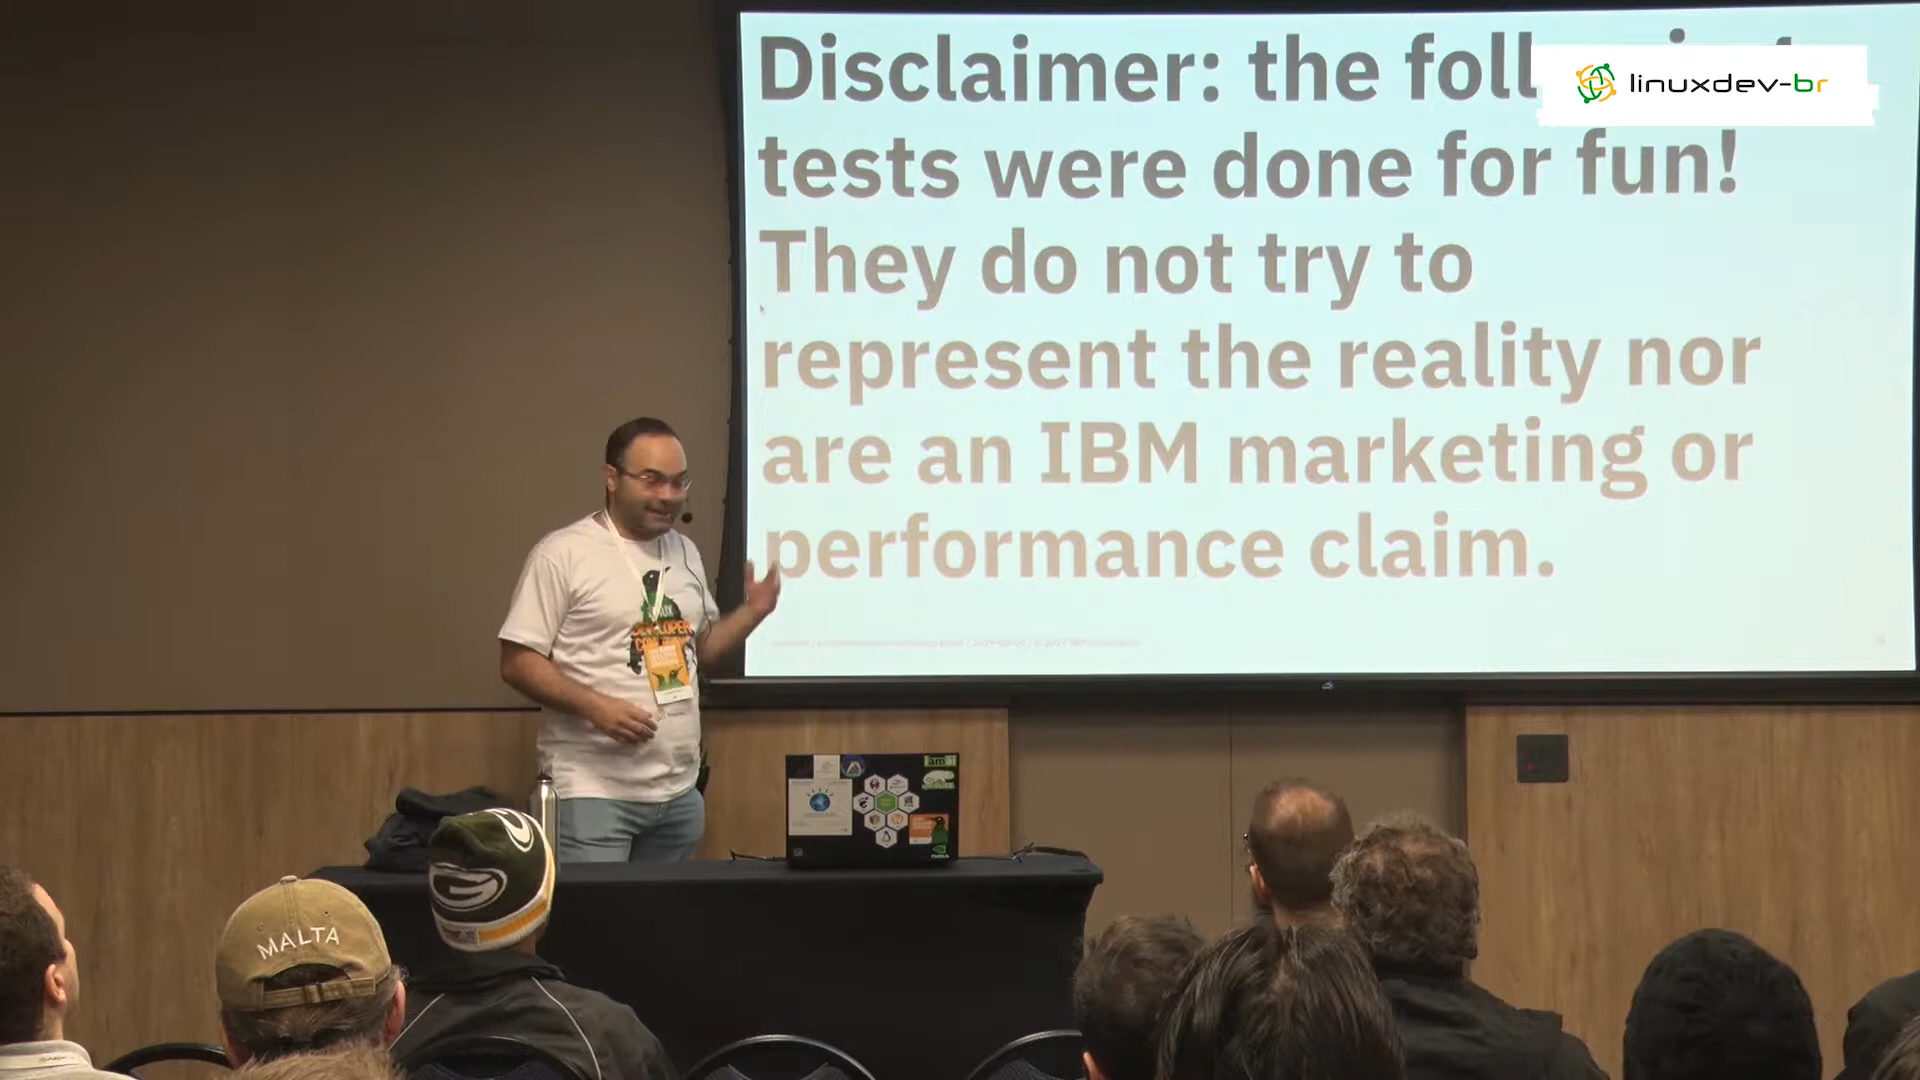 Disclaimer: the foll
linuxdev-br
tests were done for fun!
They do not try to
represent the reality nor
are an IBM marketing or
performance claim.
MALTA